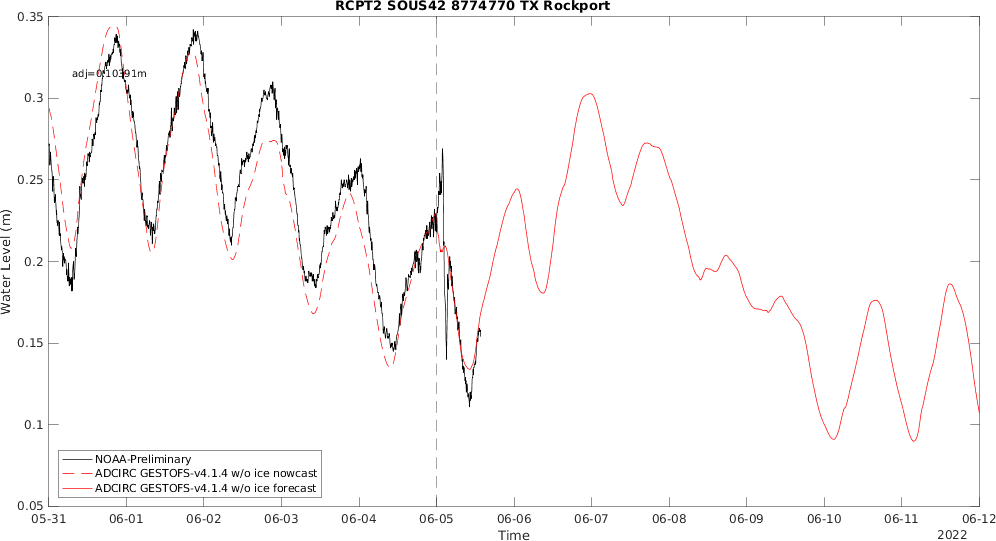 RCPT2 SOUS42 8774770 TX Rockport
adj=0.10391m
Water Level (m)
0.35
0.3
0.25
0.2
0.15
0.1
0.05
NOAA-Preliminary
ADCIRC GESTOFS-v4.1.4 w/o ice nowcast
ADCIRC GESTOFS-v4.1.4 w/o ice forecast
05-31 06-01 06-02 06-03 06-04 06-05 06-06 06-07 06-08 06-09 06-10 06-11 06-12
Time
2022